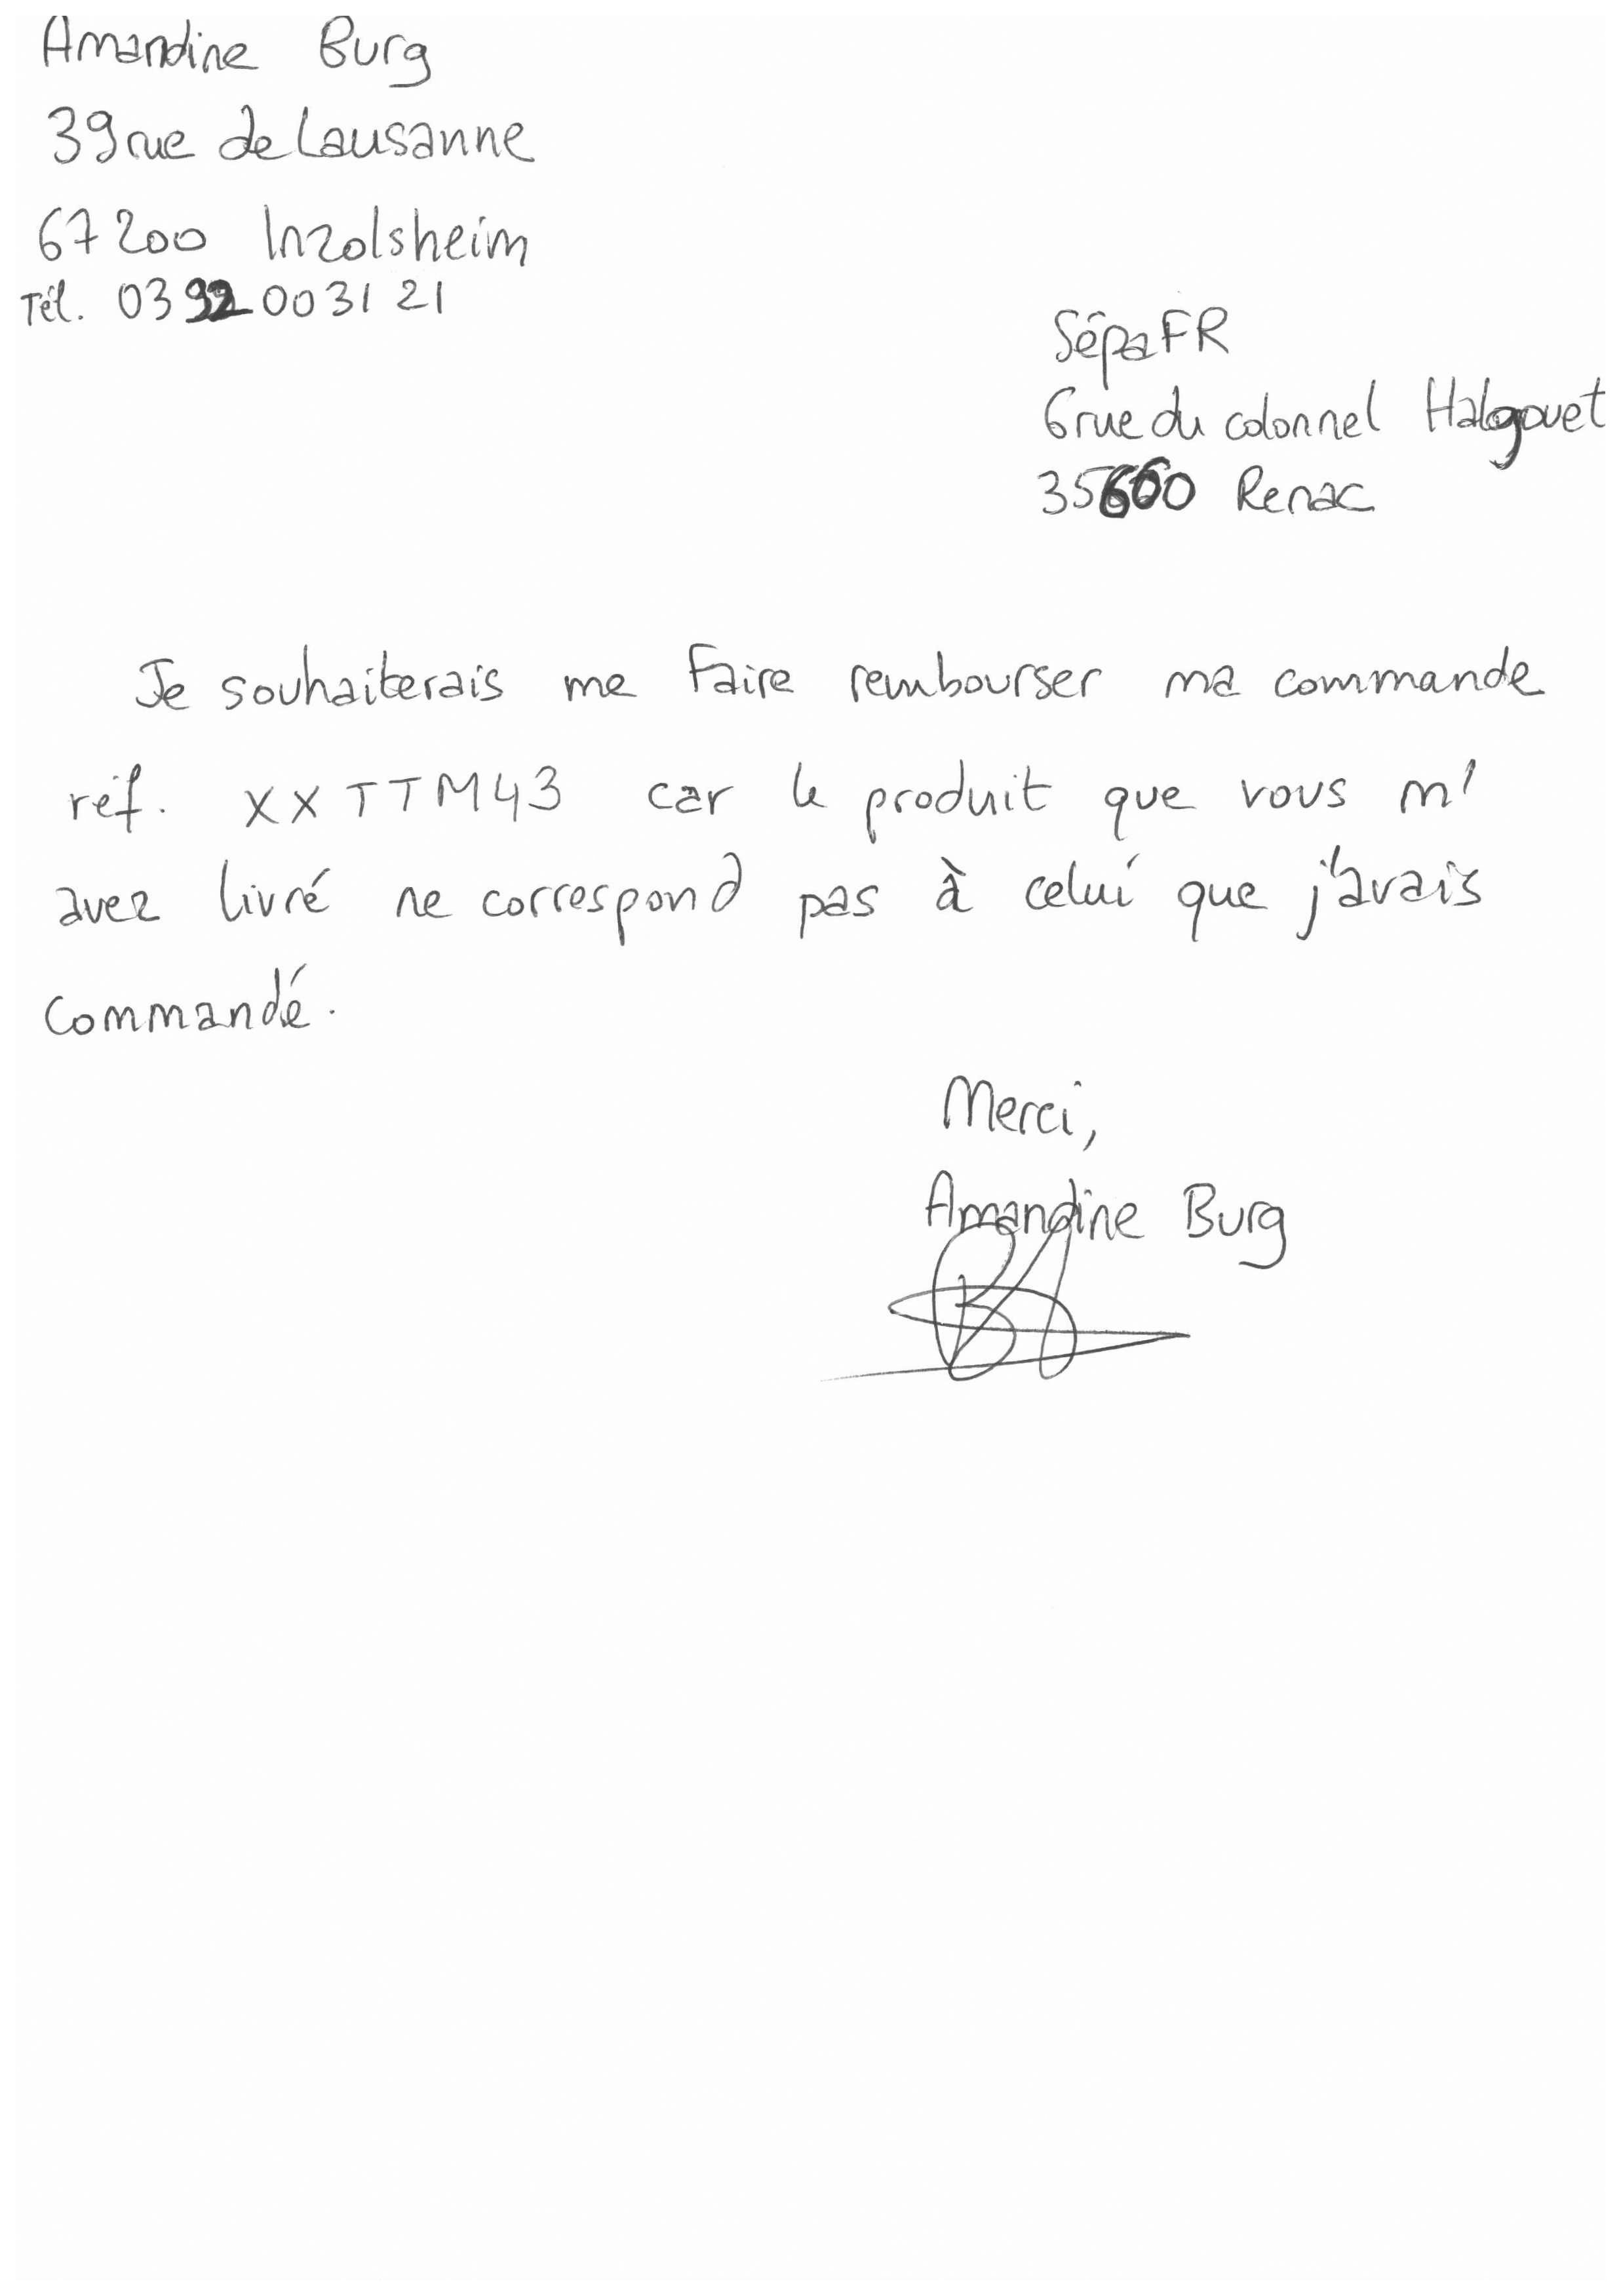 Amandine Burg
39 rue de Lausanne
67200 Inzolsheim
Tél. 03 92 00 31 21
SépaFR
6 rue du colonnel Halgouet
35660 Renac
Je souhaiterais me faire rembourser ma commande
réf. XXTTM43 car le produit que vous m'
avez livré ne correspond pas à celui que j'avais
commandé.
Merci,
Amandine Burg